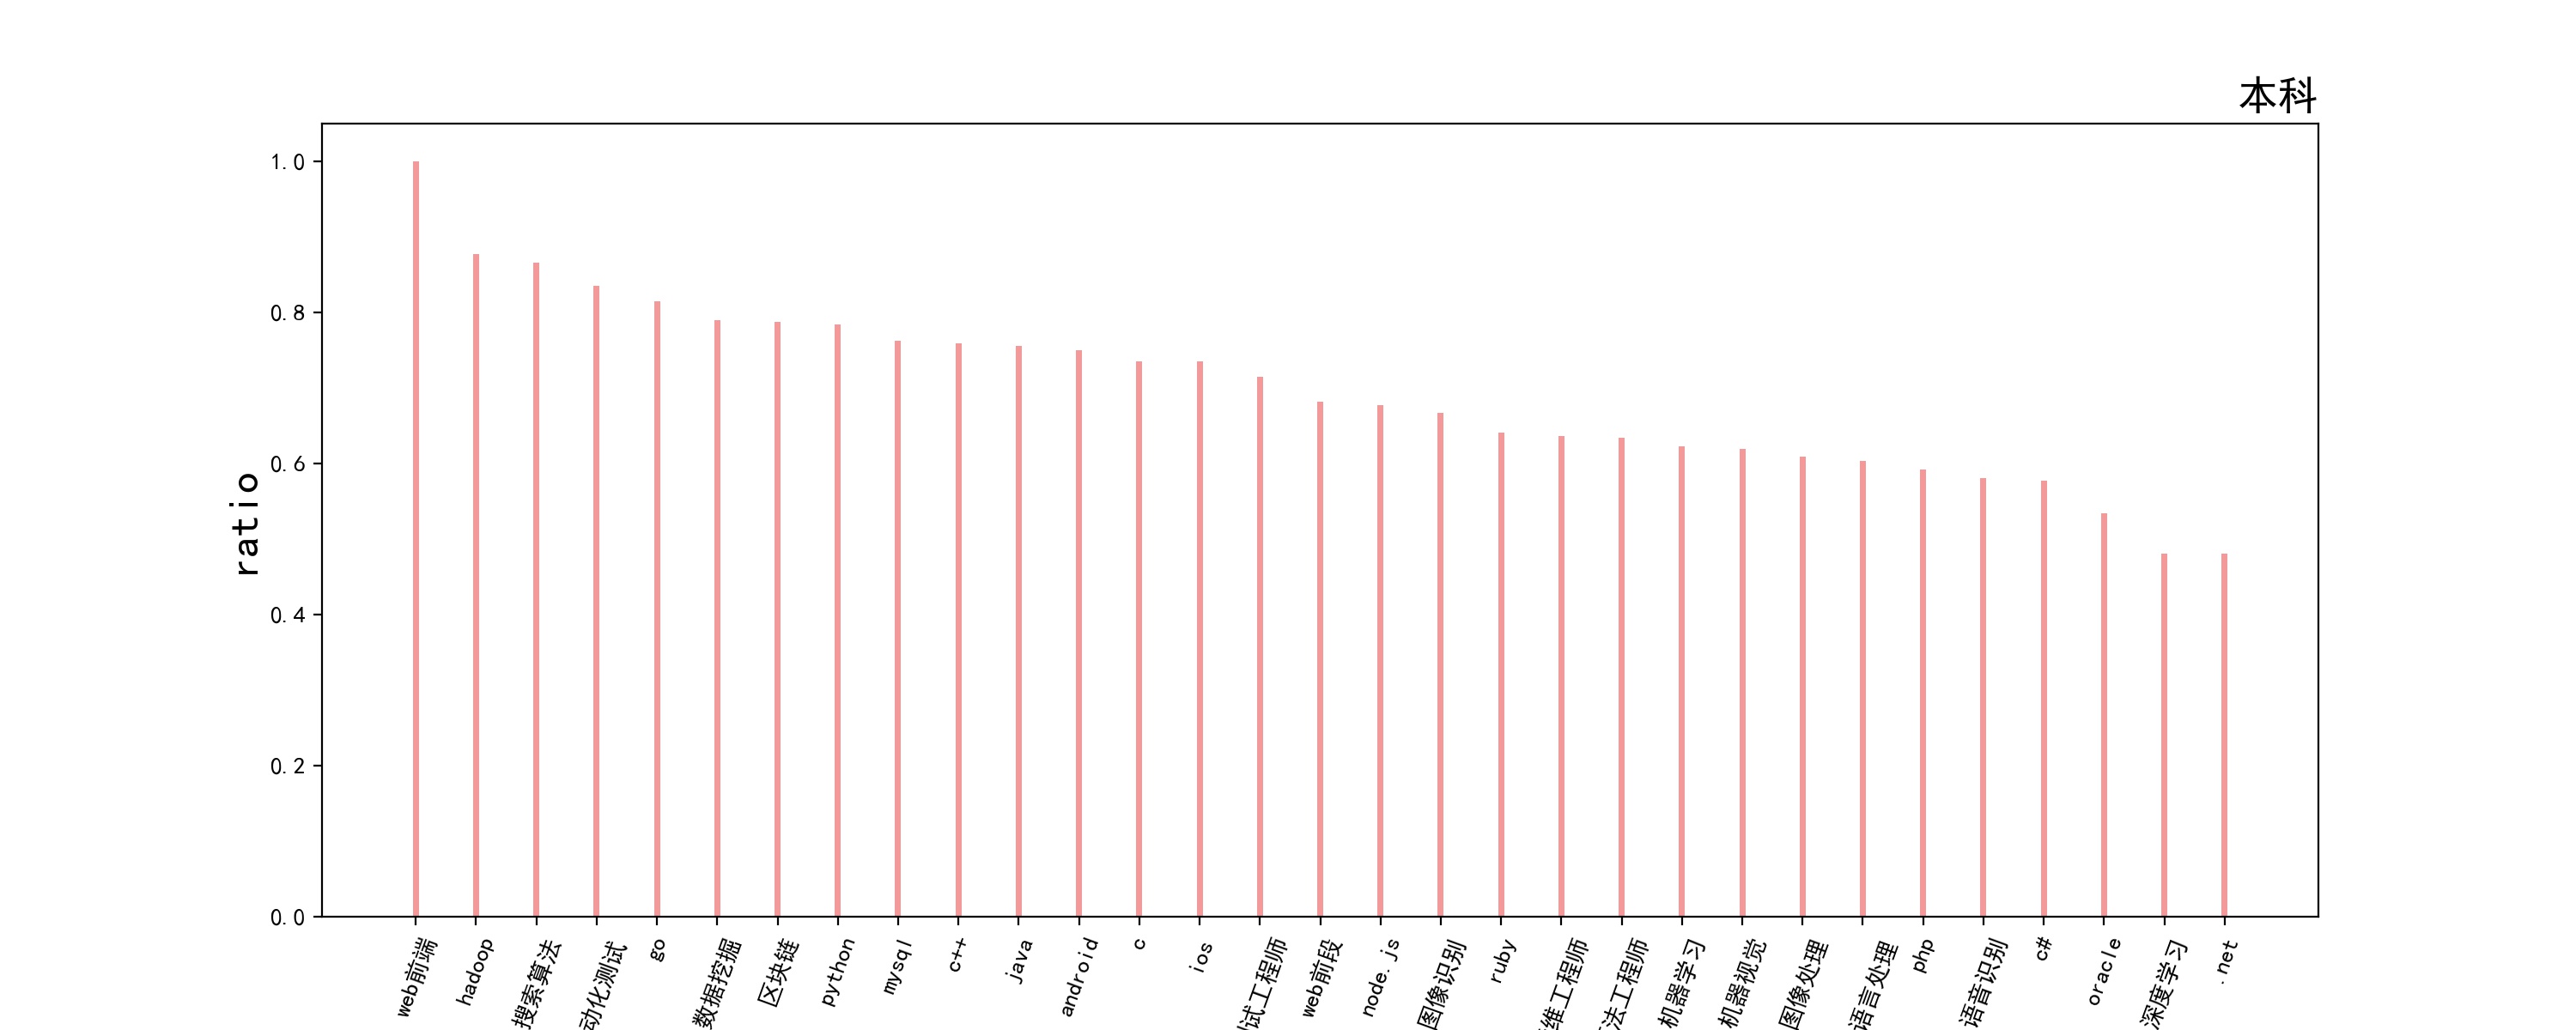 本科
ratio
1.0
0.8
0.6
0.4
0.2
0.0
web前端
hadoop
搜索算法
动化测试
go
数据挖掘
区块链
python
mysql
c++
java
android
c
ios
试工程师
web前段
node.js
图像识别
ruby
维工程师
法工程师
机器学习
机器视觉
图像处理
语言处理
php
语音识别
c#
oracle
深度学习
.net